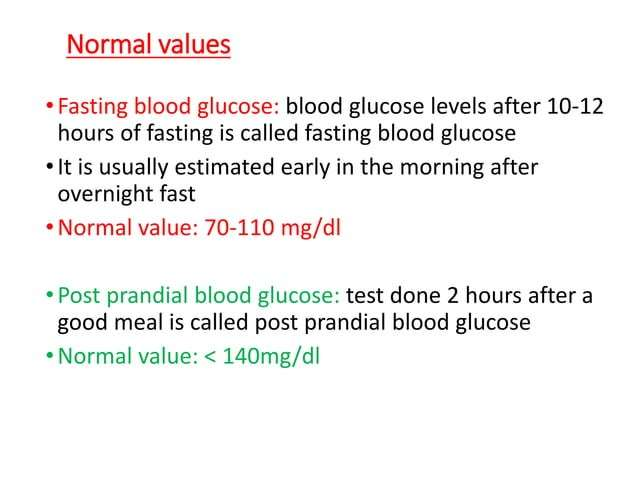 Normal values
•Fasting blood glucose: blood glucose levels after 10-12
hours of fasting is called fasting blood glucose
•It is usually estimated early in the morning after
overnight fast
•Normal value: 70-110 mg/dl
•Post prandial blood glucose: test done 2 hours after a
good meal is called post prandial blood glucose
•Normal value: < 140mg/dl